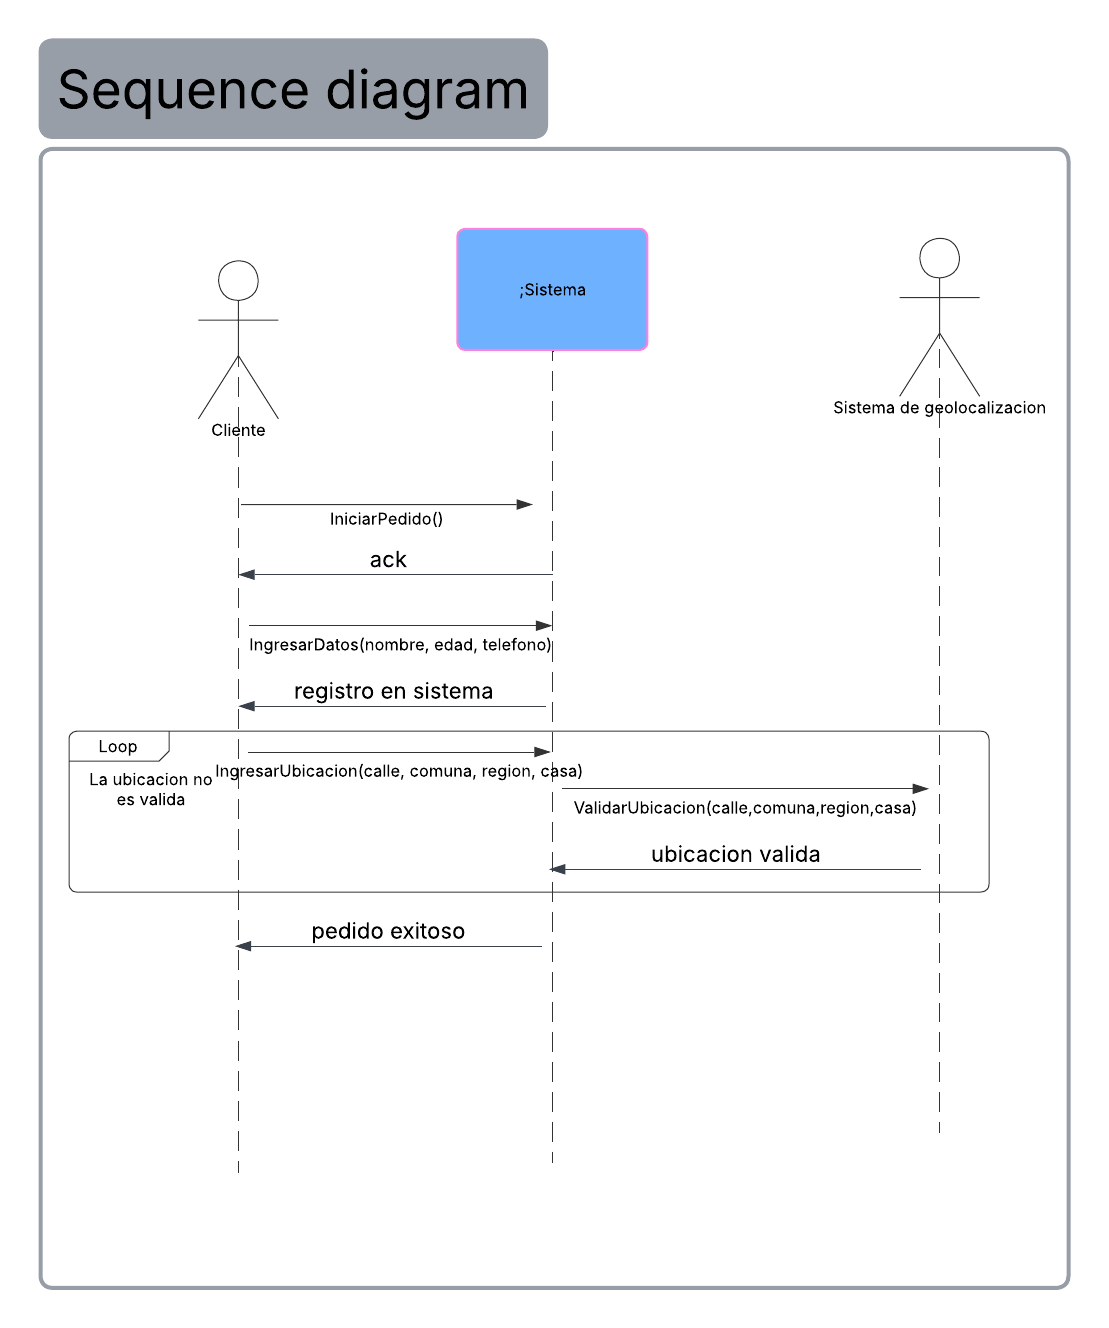 Sequence diagram
;Sistema
Sistema de geolocalizacion
Cliente
IniciarPedido()
ack
IngresarDatos(nombre, edad, telefono)
registro en sistema
Loop
La ubicacion no
es valida
IngresarUbicacion(calle, comuna, region, casa)
ValidarUbicacion(calle,comuna,region,casa)
ubicacion valida
pedido exitoso